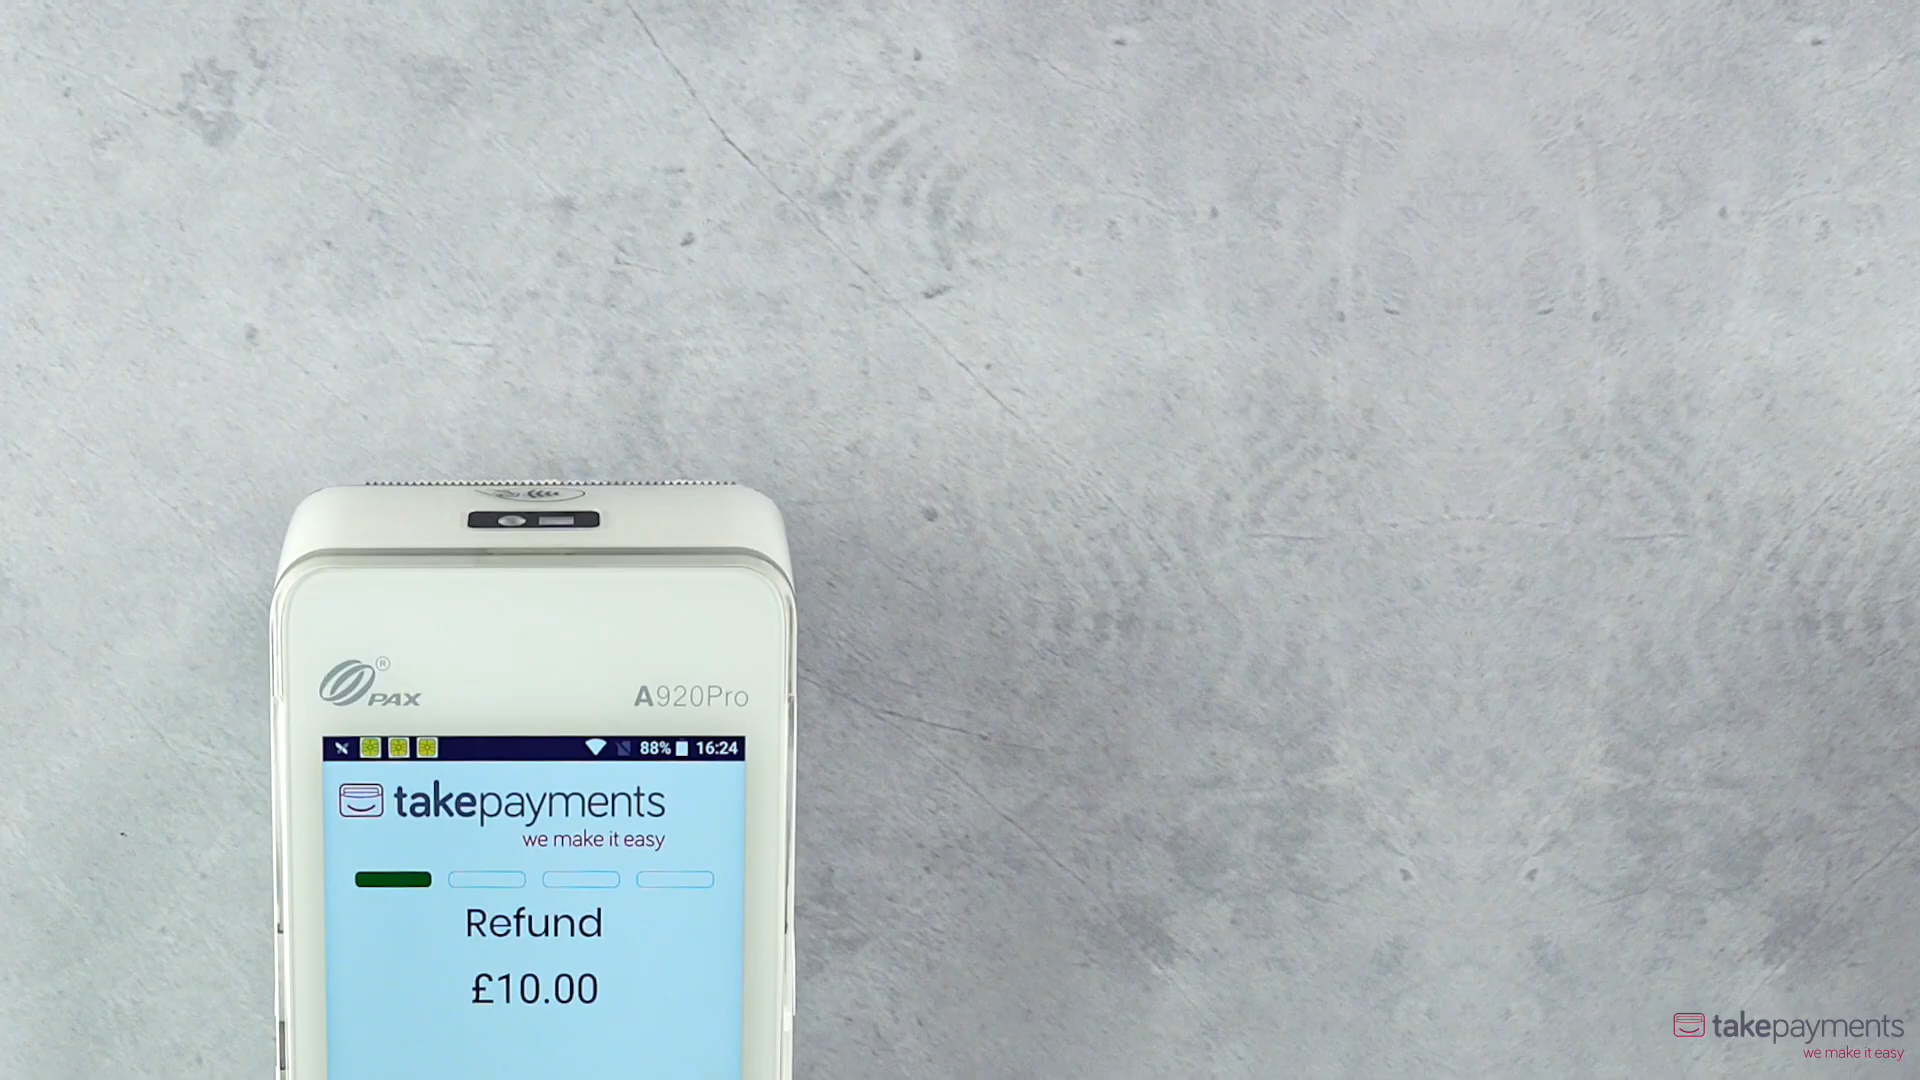 PAX
A920Pro
88% 16:24
takepayments
we make it easy
Refund
£10.00
takepayments
we make it easy